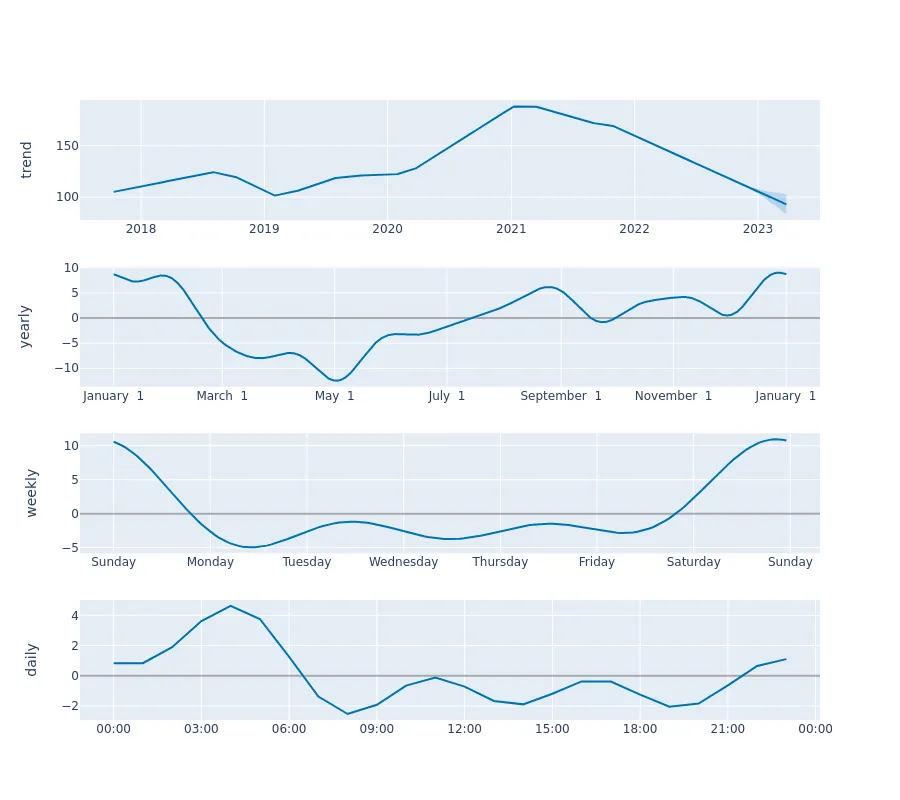 trend
150
100
2018 2019 2020 2021 2022 2023
yearly
10
5
0
−5
−10
January 1 March 1 May 1 July 1 September 1 November 1 January 1
weekly
10
5
0
−5
Sunday Monday Tuesday Wednesday Thursday Friday Saturday Sunday
daily
4
2
0
−2
00:00 03:00 06:00 09:00 12:00 15:00 18:00 21:00 00:00